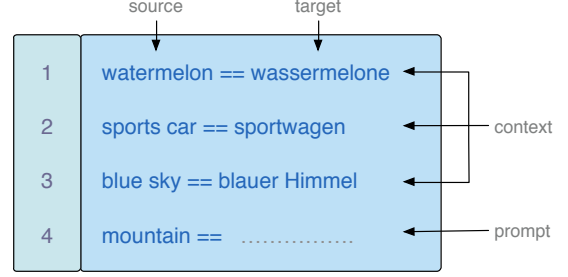 source target
1 watermelon == wassermelone
2 sports car == sportwagen
context
3 blue sky == blauer Himmel
4 mountain == ...............
prompt